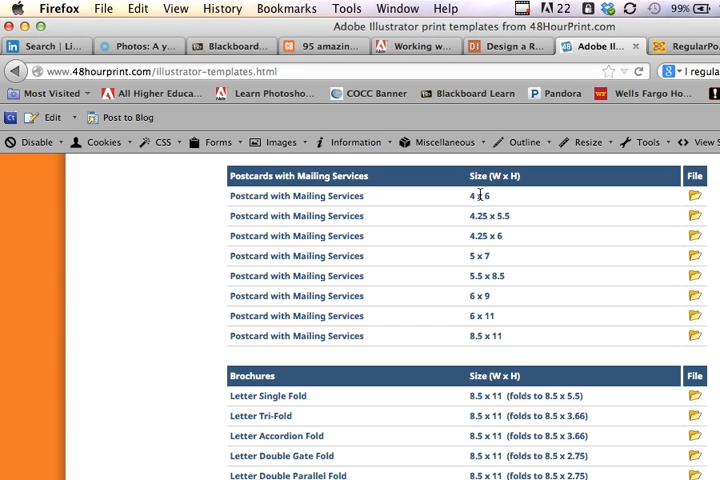 Firefox File Edit View History Bookmarks Tools Window Help 22 99%
Adobe Illustrator print templates from 48HourPrint.com
Search | Li... Photos: A y... Blackboard... 95 amazin... Working w... Design a R... Adobe Il... RegularPo...
www.48hourprint.com/illustrator-templates.html I regula
Most Visited All Higher Educa... Learn Photosho... COCC Banner Blackboard Learn Pandora Wells Fargo Ho...
Edit Post to Blog
Disable Cookies CSS Forms Images Information Miscellaneous Outline Resize Tools View S
Postcards with Mailing Services Size (W x H) File
Postcard with Mailing Services 4 x 6
Postcard with Mailing Services 4.25 x 5.5
Postcard with Mailing Services 4.25 x 6
Postcard with Mailing Services 5 x 7
Postcard with Mailing Services 5.5 x 8.5
Postcard with Mailing Services 6 x 9
Postcard with Mailing Services 6 x 11
Postcard with Mailing Services 8.5 x 11
Brochures Size (W x H) File
Letter Single Fold 8.5 x 11 (folds to 8.5 x 5.5)
Letter Tri-Fold 8.5 x 11 (folds to 8.5 x 3.66)
Letter Accordion Fold 8.5 x 11 (folds to 8.5 x 3.66)
Letter Double Gate Fold 8.5 x 11 (folds to 8.5 x 2.75)
Letter Double Parallel Fold 8.5 x 11 (folds to 8.5 x 2.75)